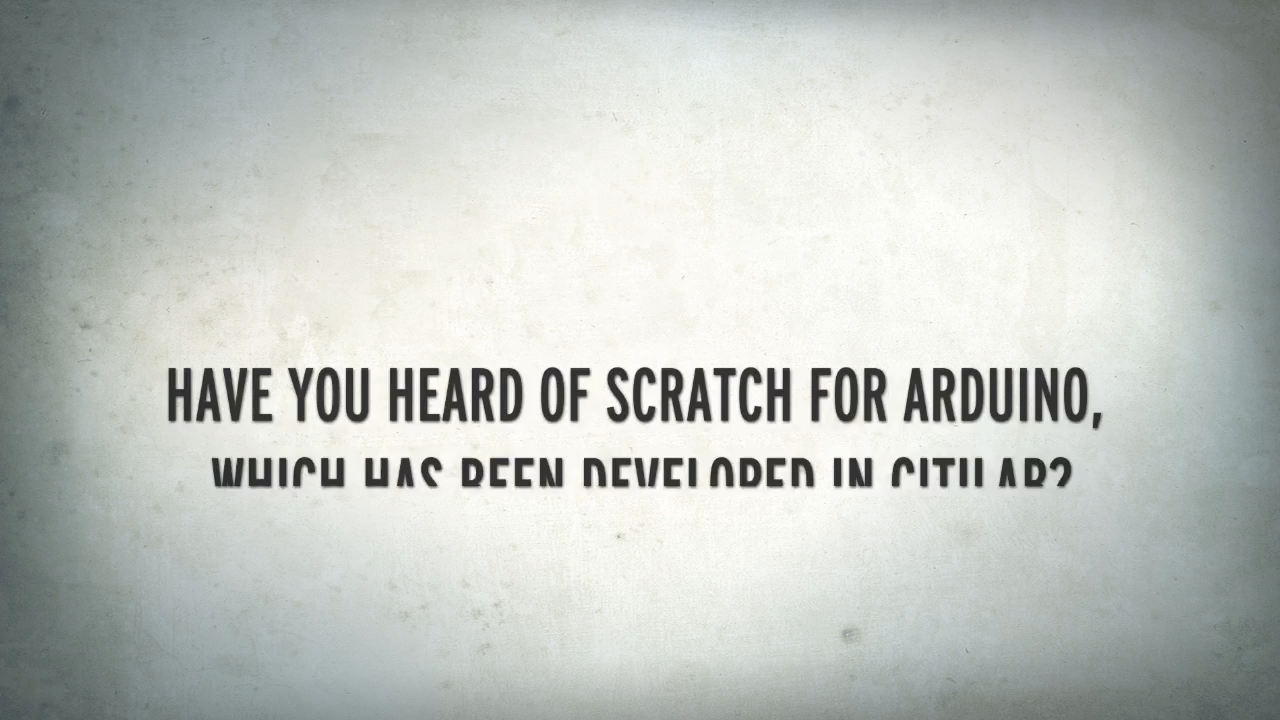 HAVE YOU HEARD OF SCRATCH FOR ARDUINO,
WHICH HAS BEEN DEVELOPED IN CITILAB?